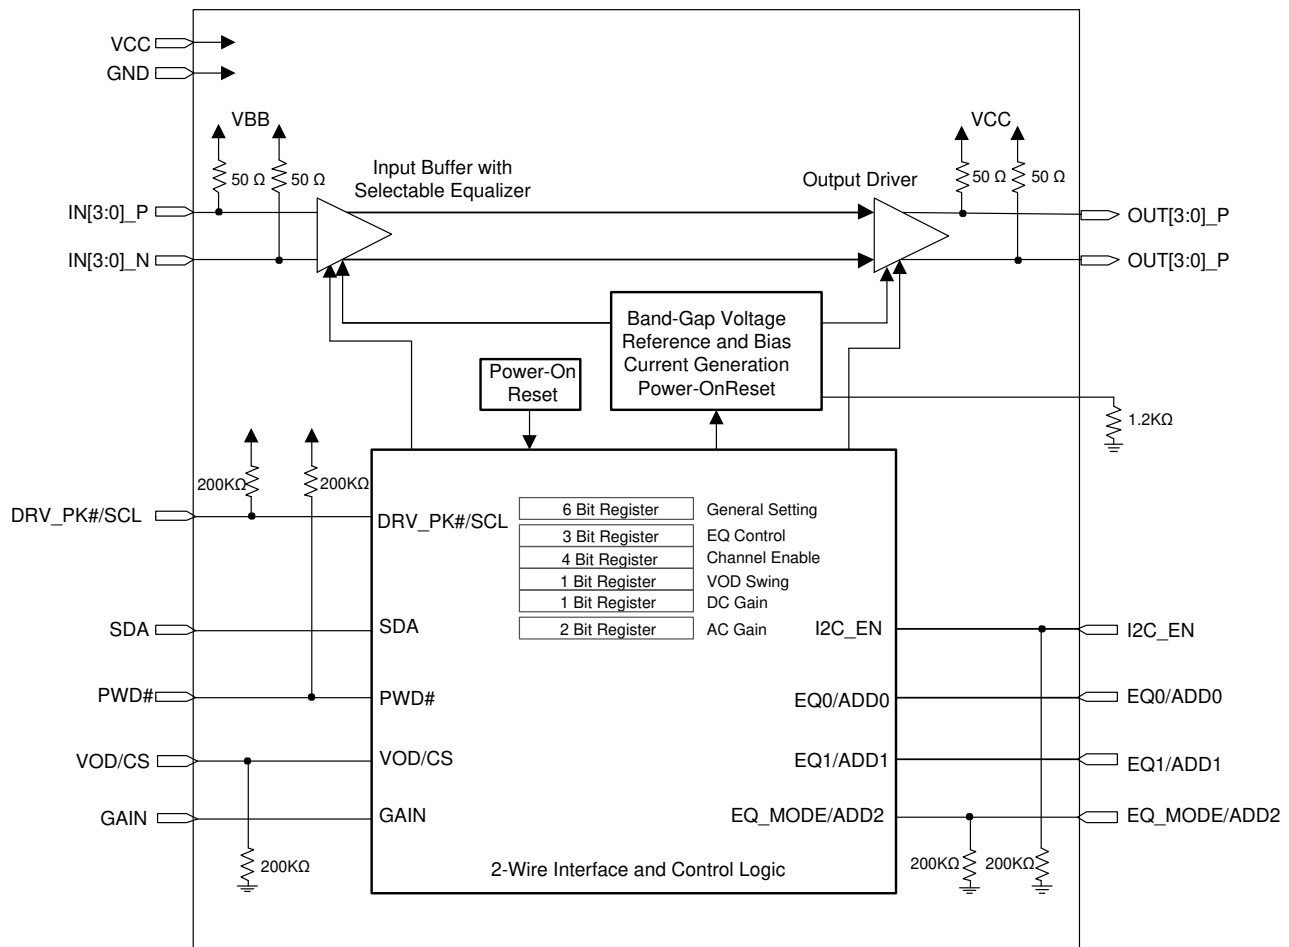 VCC
GND
VBB
VCC
50 Ω
50 Ω
Input Buffer with
Selectable Equalizer
Output Driver
50 Ω
50 Ω
IN[3:0]_P
OUT[3:0]_P
IN[3:0]_N
OUT[3:0]_P
Band-Gap Voltage
Reference and Bias
Current Generation
Power-OnReset
Power-On
Reset
1.2KΩ
200KΩ
200KΩ
DRV_PK#/SCL
DRV_PK#/SCL
6 Bit Register
General Setting
3 Bit Register
EQ Control
4 Bit Register
Channel Enable
1 Bit Register
VOD Swing
1 Bit Register
DC Gain
2 Bit Register
AC Gain
SDA
SDA
I2C_EN
I2C_EN
PWD#
PWD#
EQ0/ADD0
EQ0/ADD0
VOD/CS
VOD/CS
EQ1/ADD1
EQ1/ADD1
GAIN
GAIN
EQ_MODE/ADD2
EQ_MODE/ADD2
200KΩ
200KΩ
200KΩ
2-Wire Interface and Control Logic